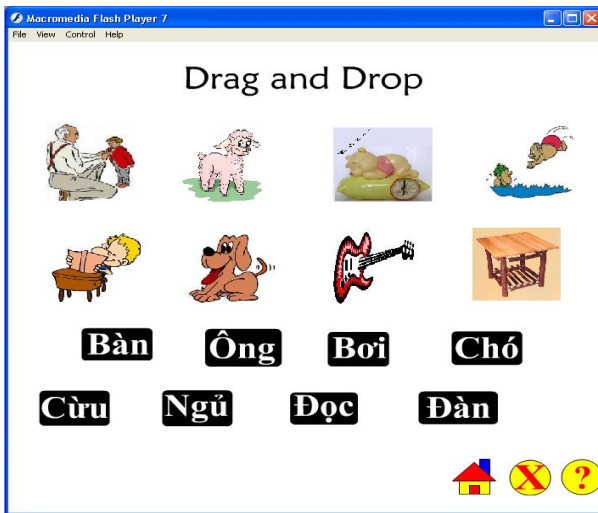 Macromedia Flash Player 7
File View Control Help
Drag and Drop
Bàn Ông Bơi Chó
Cừu Ngủ Đọc Đàn
X ?